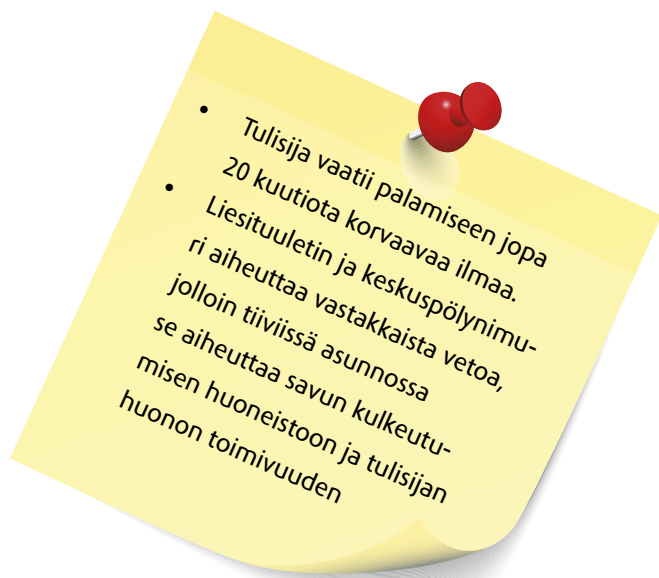 • Tulisija vaatii palamiseen jopa
20 kuutiota korvaavaa ilmaa.
• Liesituuletin ja keskuspölynimu-
ri aiheuttaa vastakkaista vetoa,
jolloin tiiviissä asunnossa
se aiheuttaa savun kulkeutu-
misen huoneistoon ja tulisijan
huonon toimivuuden